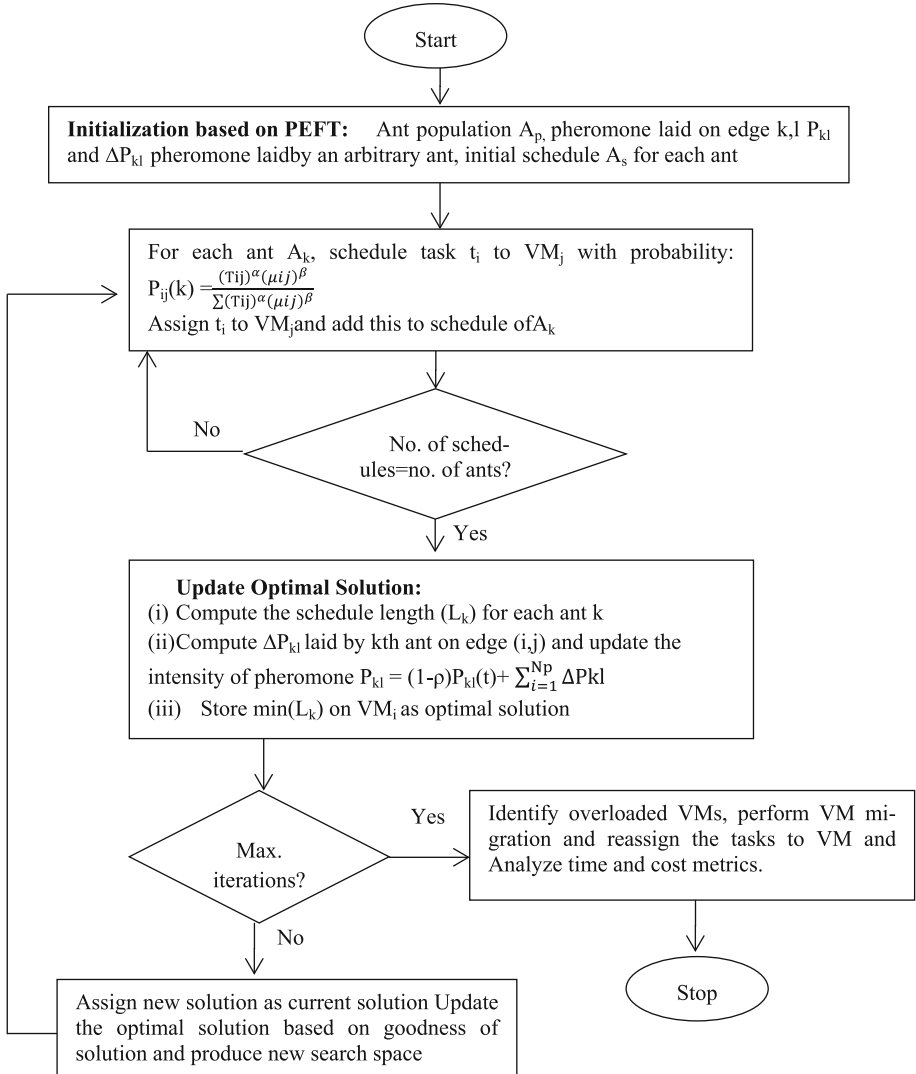 Start
Initialization based on PEFT: Ant population Ap, pheromone laid on edge k,l Pkl
and ΔPkl pheromone laidby an arbitrary ant, initial schedule As for each ant
For each ant Ak, schedule task ti to VMj with probability:
Pij(k) = (Tij)^α(μij)^β / ∑(Tij)^α(μij)^β
Assign ti to VMjand add this to schedule ofAk
No
No. of sched-
ules=no. of ants?
Yes
Update Optimal Solution:
(i) Compute the schedule length (Lk) for each ant k
(ii)Compute ΔPkl laid by kth ant on edge (i,j) and update the
intensity of pheromone Pkl = (1-ρ)Pkl(t)+ ∑_{i=1}^{Np} ΔPkl
(iii) Store min(Lk) on VMi as optimal solution
Max.
iterations?
Yes
Identify overloaded VMs, perform VM mi-
gration and reassign the tasks to VM and
Analyze time and cost metrics.
No
Stop
Assign new solution as current solution Update
the optimal solution based on goodness of
solution and produce new search space